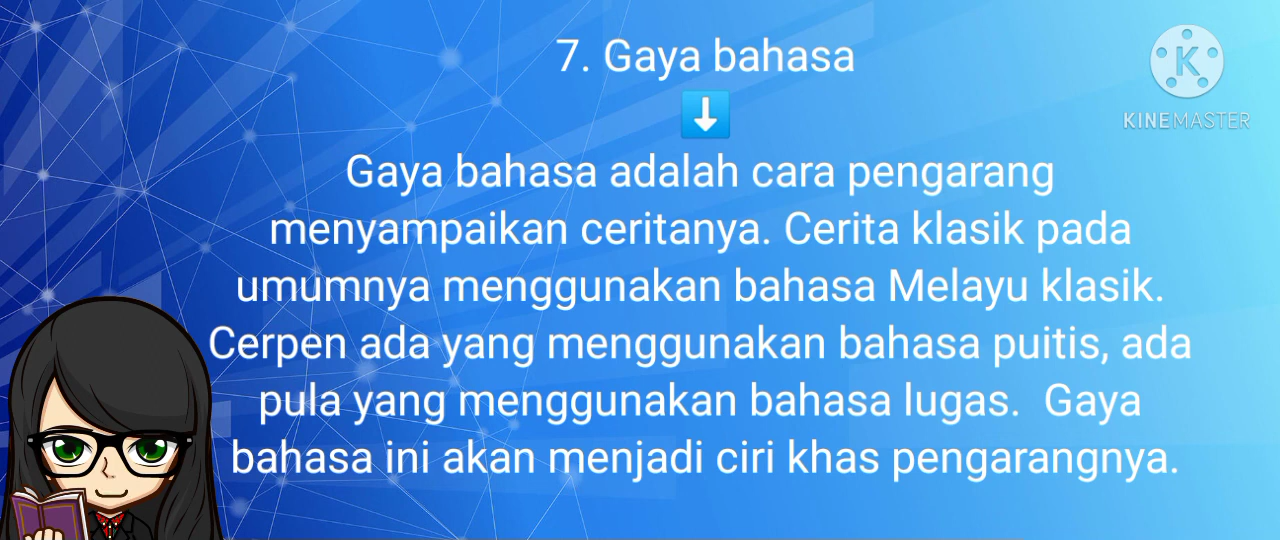 7. Gaya bahasa
Gaya bahasa adalah cara pengarang
menyampaikan ceritanya. Cerita klasik pada
umumnya menggunakan bahasa Melayu klasik.
Cerpen ada yang menggunakan bahasa puitis, ada
pula yang menggunakan bahasa lugas. Gaya
bahasa ini akan menjadi ciri khas pengarangnya.
K
KINEMASTER